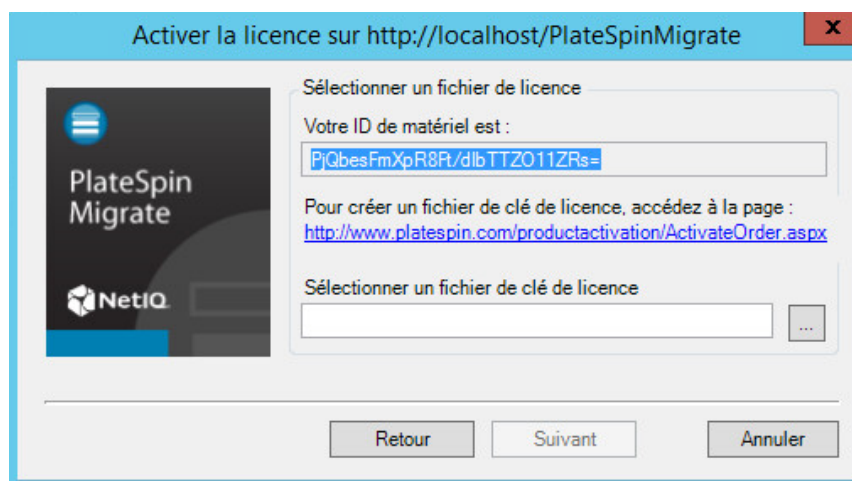 Activer la licence sur http://localhost/PlateSpinMigrate
x
Sélectionner un fichier de licence
Votre ID de matériel est :
PjQbesFmXpR8Ft/dIbTTZO11ZRs=
PlateSpin
Migrate
Pour créer un fichier de clé de licence, accédez à la page :
http://www.platespin.com/productactivation/ActivateOrder.aspx
NetIQ
Sélectionner un fichier de clé de licence
...
Retour
Suivant
Annuler